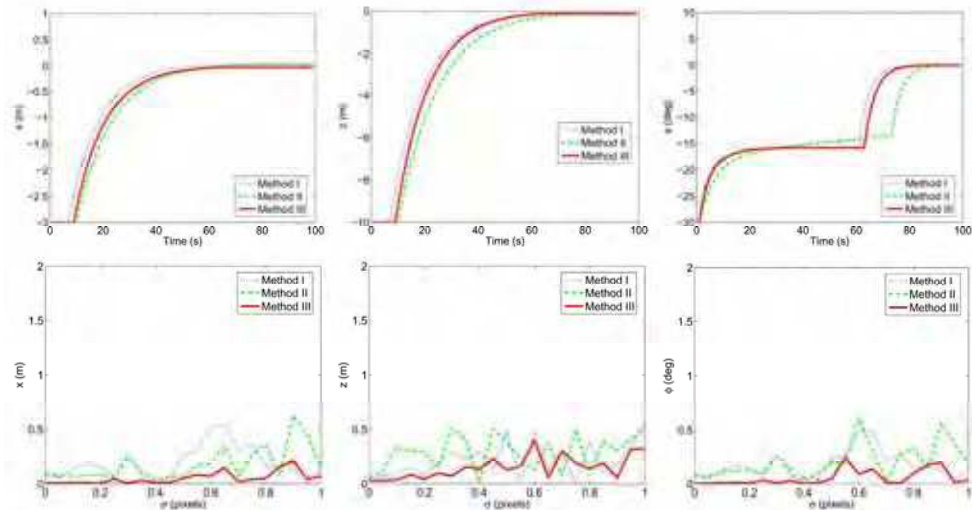 1
0.5
0
−0.5
−1
−1.5
−2
−2.5
−3
x (m)
0 20 40 60 80 100
Time (s)
Method I
Method II
Method III
0
−2
−4
−6
−8
−10
z (m)
0 20 40 60 80 100
Time (s)
Method I
Method II
Method III
10
5
0
−5
−10
−15
−20
−25
−30
(deg)
0 20 40 60 80 100
Time (s)
Method I
Method II
Method III
2
1.5
1
0.5
0
x (m)
0 0.2 0.4 0.6 0.8 1
σ (pixels)
Method I
Method II
Method III
2
1.5
1
0.5
0
z (m)
0 0.2 0.4 0.6 0.8 1
σ (pixels)
Method I
Method II
Method III
2
1.5
1
0.5
0
ϕ (deg)
0 0.2 0.4 0.6 0.8 1
σ (pixels)
Method I
Method II
Method III